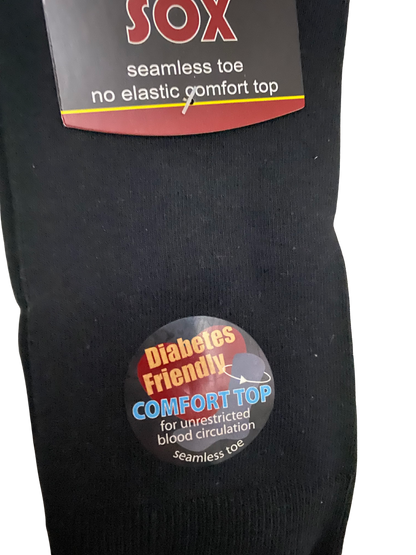 SOX
seamless toe
no elastic comfort top
Diabetes
Friendly
COMFORT TOP
for unrestricted
blood circulation
seamless toe